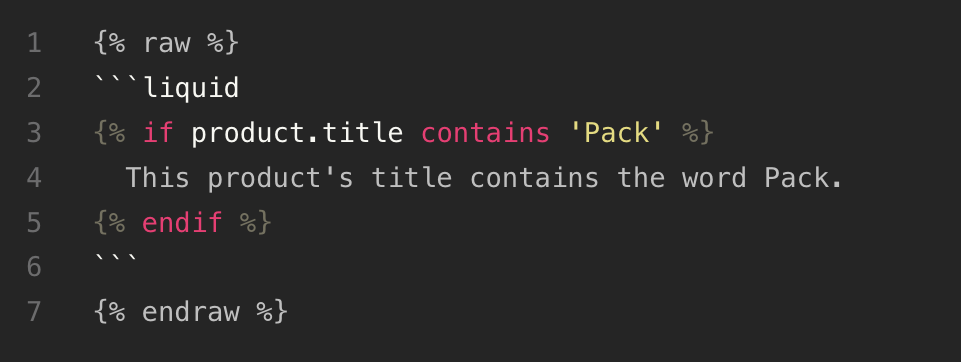 1 {% raw %}
2 ```liquid
3 {% if product.title contains 'Pack' %}
4   This product's title contains the word Pack.
5 {% endif %}
6 ```
7 {% endraw %}